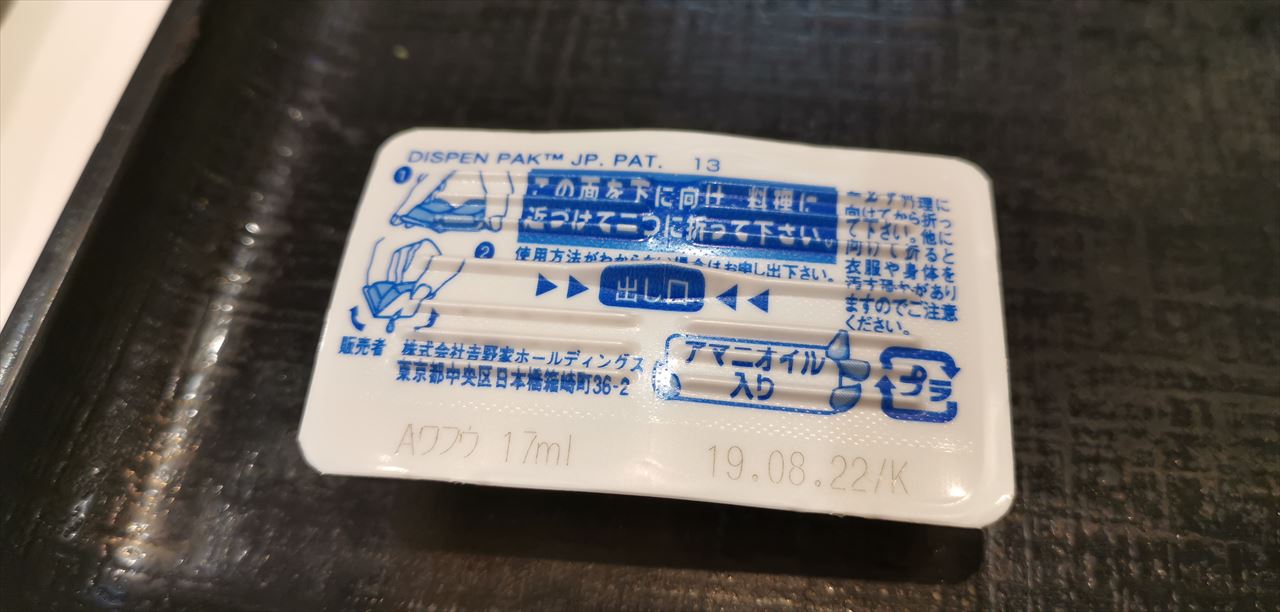 DISPEN PAK™ JP. PAT. 13
1
この面を下に向け 料理に
近づけて二つに折って下さい。
2
使用方法がわからない場合はお申し出下さい。
出し口
必ず料理に
向けてから折っ
て下さい。他に
向けて折ると
衣服や身体を
汚す恐れがあり
ますのでご注意
ください。
販売者 株式会社吉野家ホールディングス
東京都中央区日本橋箱崎町36-2
アマニオイル
入り
プラ
Aワフウ 17ml
19.08.22/K